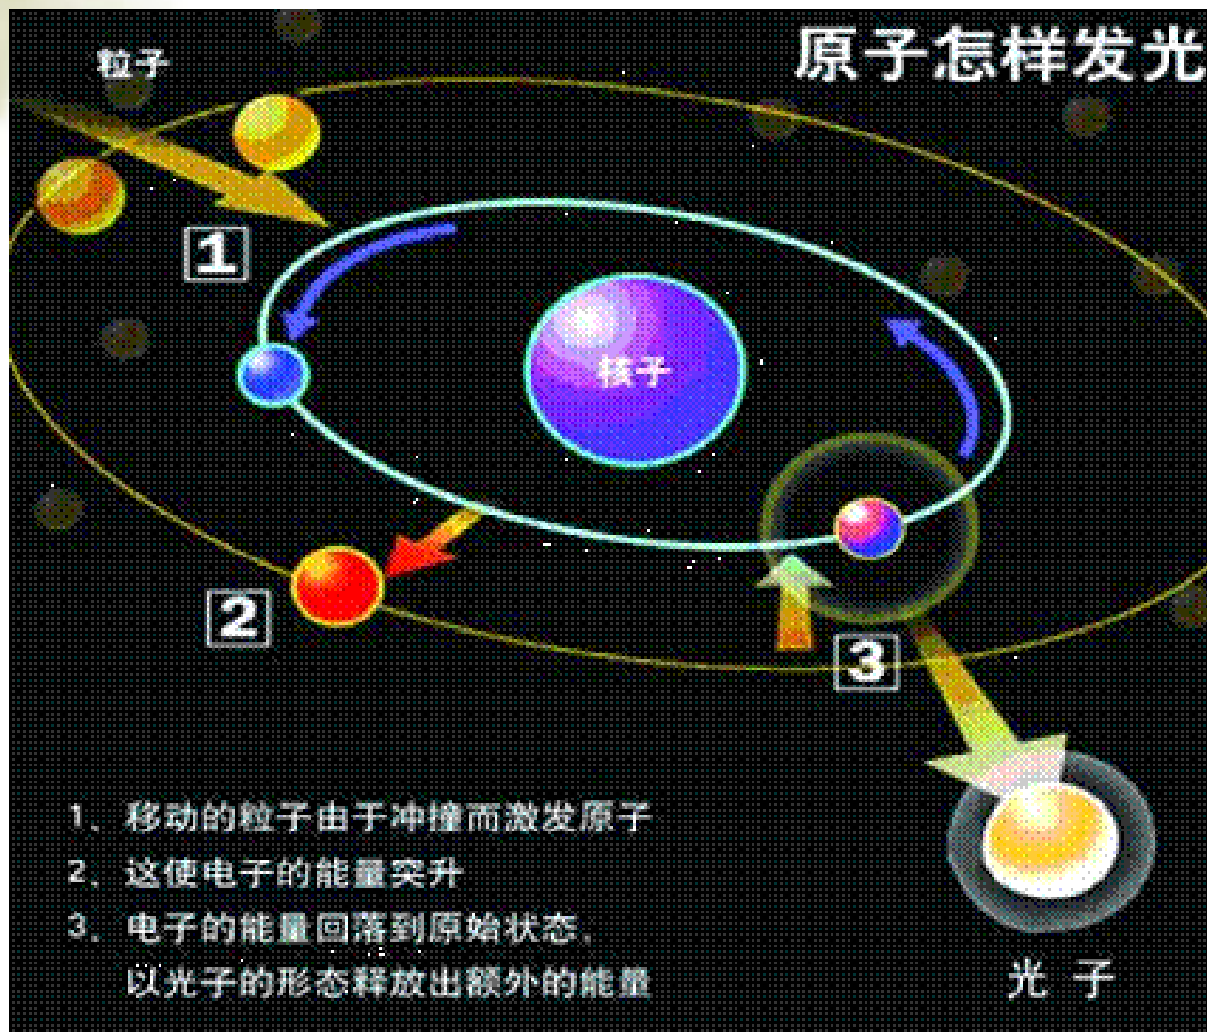 原子怎样发光
粒子
1
核子
2
3
1、移动的粒子由于冲撞而激发原子
2、这使电子的能量突升
3、电子的能量回落到原始状态,
以光子的形态释放出额外的能量
光 子